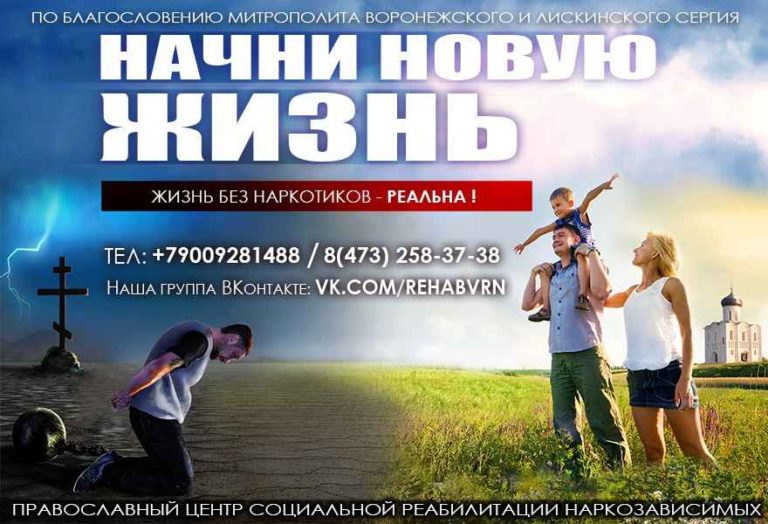 ПО БЛАГОСЛОВЕНИЮ МИТРОПОЛИТА ВОРОНЕЖСКОГО И ЛИСКИНСКОГО СЕРГИЯ
НАЧНИ НОВУЮ
ЖИЗНЬ
ЖИЗНЬ БЕЗ НАРКОТИКОВ - РЕАЛЬНА !
ТЕЛ: +79009281488 / 8(473) 258-37-38
НАША ГРУППА ВКОНТАКТЕ: VK.COM/REHABVRN
ПРАВОСЛАВНЫЙ ЦЕНТР СОЦИАЛЬНОЙ РЕАБИЛИТАЦИИ НАРКОЗАВИСИМЫХ